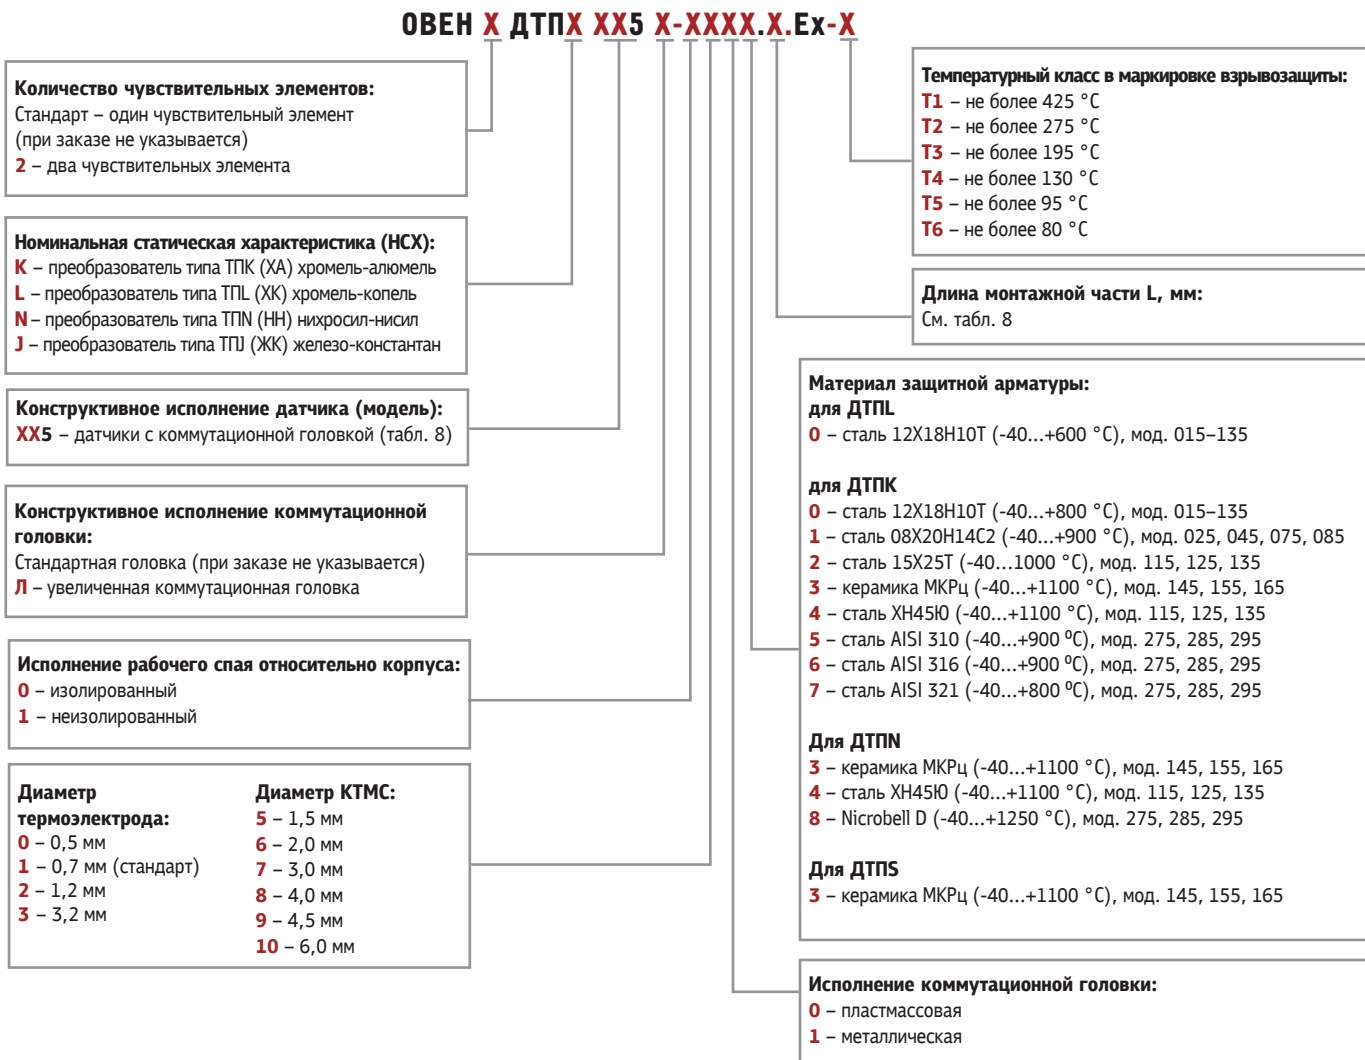 ОВЕН X ДТПX XX5 X-XXXX.X.Ex-X
Количество чувствительных элементов:
Стандарт – один чувствительный элемент
(при заказе не указывается)
2 – два чувствительных элемента
Номинальная статическая характеристика (НСХ):
K – преобразователь типа ТПК (ХА) хромель-алюмель
L – преобразователь типа ТПL (ХК) хромель-копель
N – преобразователь типа ТПN (НН) нихросил-нисил
J – преобразователь типа ТПJ (ЖК) железо-константан
Конструктивное исполнение датчика (модель):
XX5 – датчики с коммутационной головкой (табл. 8)
Конструктивное исполнение коммутационной
головки:
Стандартная головка (при заказе не указывается)
Л – увеличенная коммутационная головка
Исполнение рабочего спая относительно корпуса:
0 – изолированный
1 – неизолированный
Диаметр
термоэлектрода:
0 – 0,5 мм
1 – 0,7 мм (стандарт)
2 – 1,2 мм
3 – 3,2 мм
Диаметр КТМС:
5 – 1,5 мм
6 – 2,0 мм
7 – 3,0 мм
8 – 4,0 мм
9 – 4,5 мм
10 – 6,0 мм
Температурный класс в маркировке взрывозащиты:
Т1 – не более 425 °С
Т2 – не более 275 °С
Т3 – не более 195 °С
Т4 – не более 130 °С
Т5 – не более 95 °С
Т6 – не более 80 °С
Длина монтажной части L, мм:
См. табл. 8
Материал защитной арматуры:
для ДТПL
0 – сталь 12Х18Н10Т (-40...+600 °С), мод. 015–135
для ДТПК
0 – сталь 12Х18Н10Т (-40...+800 °С), мод. 015–135
1 – сталь 08Х20Н14С2 (-40...+900 °С), мод. 025, 045, 075, 085
2 – сталь 15Х25Т (-40...1000 °С), мод. 115, 125, 135
3 – керамика МКРц (-40...+1100 °С), мод. 145, 155, 165
4 – сталь ХН45Ю (-40...+1100 °С), мод. 115, 125, 135
5 – сталь AISI 310 (-40...+900 ⁰С), мод. 275, 285, 295
6 – сталь AISI 316 (-40...+900 ⁰С), мод. 275, 285, 295
7 – сталь AISI 321 (-40...+800 ⁰С), мод. 275, 285, 295
Для ДТПN
3 – керамика МКРц (-40...+1100 °С), мод. 145, 155, 165
4 – сталь ХН45Ю (-40...+1100 °С), мод. 115, 125, 135
8 – Nicrobell D (-40...+1250 °С), мод. 275, 285, 295
Для ДТПS
3 – керамика МКРц (-40...+1100 °С), мод. 145, 155, 165
Исполнение коммутационной головки:
0 – пластмассовая
1 – металлическая